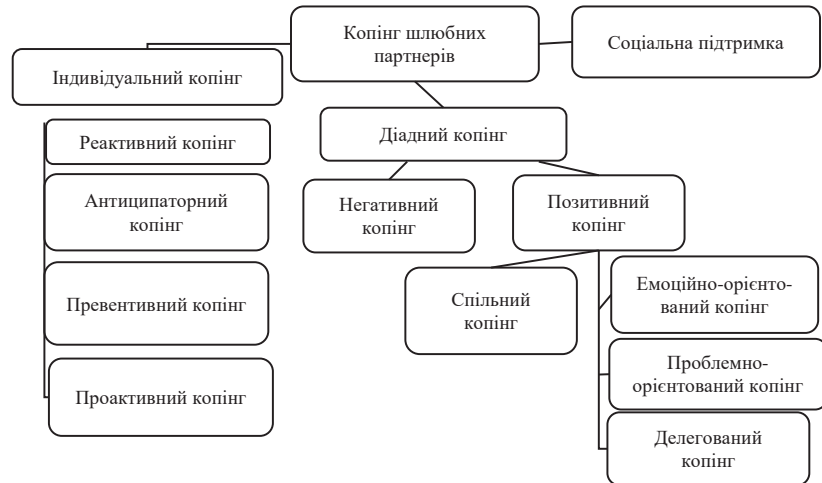 Копінг шлюбних
партнерів
Соціальна підтримка
Індивідуальний копінг
Діадний копінг
Реактивний копінг
Антиципаторний
копінг
Превентивний копінг
Проактивний копінг
Негативний
копінг
Позитивний
копінг
Спільний
копінг
Емоційно-орієнто-
ваний копінг
Проблемно-
орієнтований копінг
Делегований
копінг